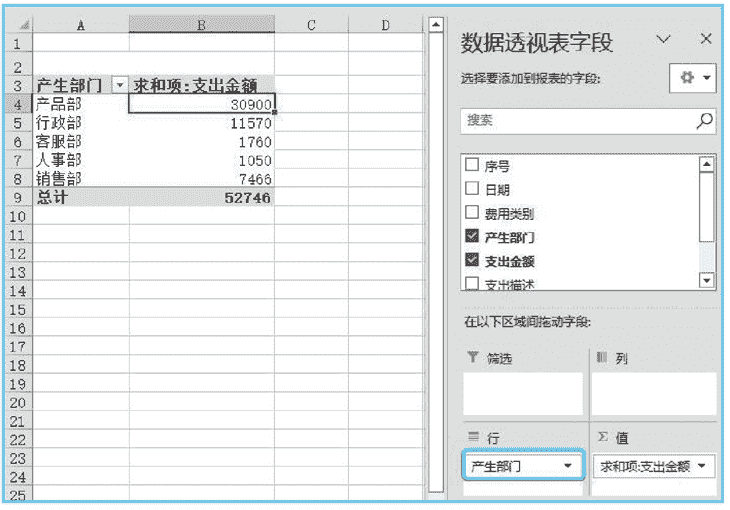 A B C D
1
2
3 产生部门 求和项:支出金额
4 产品部 30900
5 行政部 11570
6 客服部 1760
7 人事部 1050
8 销售部 7466
9 总计 52746
10
11
12
13
14
15
16
17
18
19
20
21
22
23
24
25
数据透视表字段
选择要添加到报表的字段:
搜索
序号
日期
费用类别
产生部门
支出金额
支出描述
在以下区域间拖动字段:
筛选 列
行 Σ 值
产生部门 求和项:支出金额